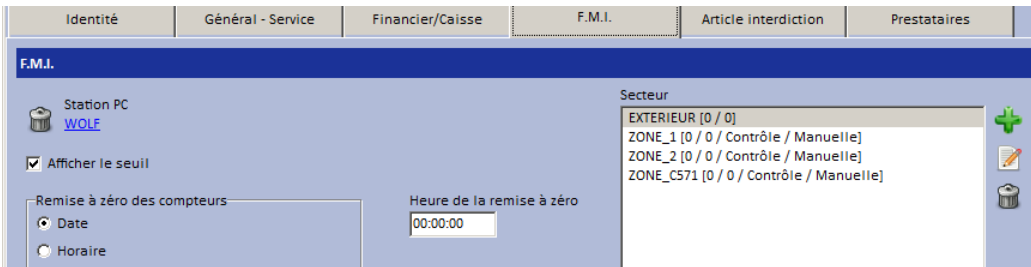 Identité
Général - Service
Financier/Caisse
F.M.I.
Article interdiction
Prestataires
F.M.I.
Station PC
WOLF
Afficher le seuil
Remise à zéro des compteurs
Date
Horaire
Heure de la remise à zéro
00:00:00
Secteur
EXTERIEUR [0 / 0]
ZONE_1 [0 / 0 / Contrôle / Manuelle]
ZONE_2 [0 / 0 / Contrôle / Manuelle]
ZONE_C571 [0 / 0 / Contrôle / Manuelle]